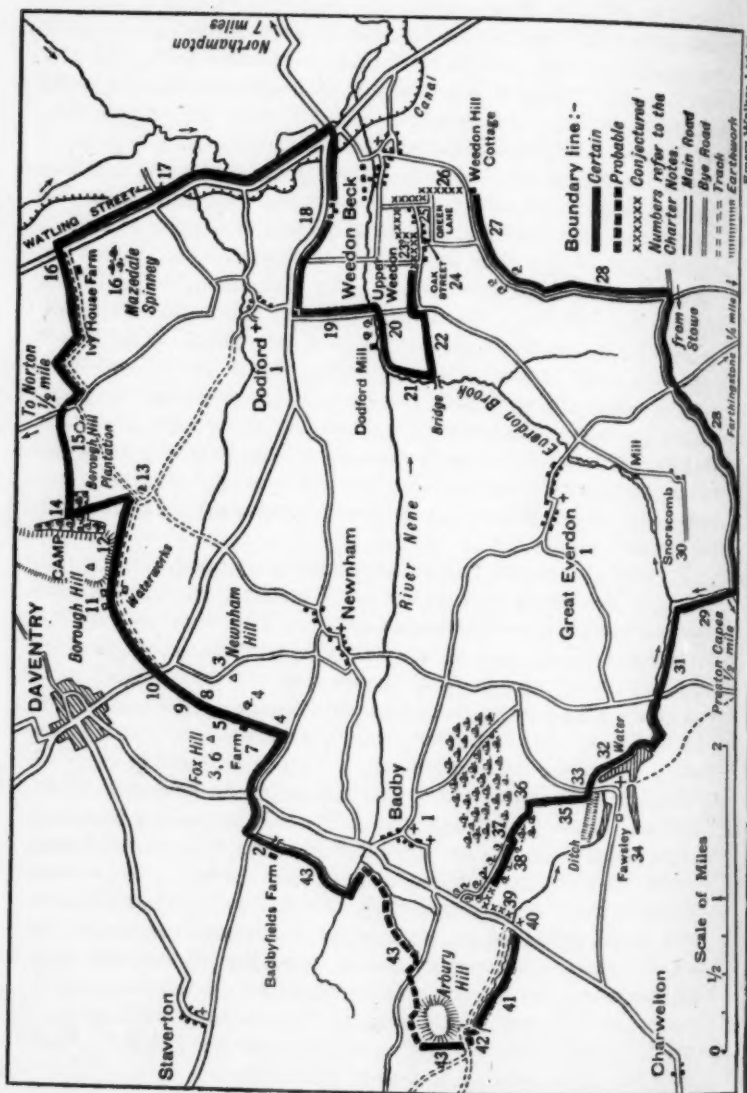 Northampton
7 miles
Canal
WATLING STREET
17
16
Ivy House Farm
16
Mazedale
Spinney
To Norton
1/2 mile
15
Borough Hill
Plantation
14
CAMP
13
12
11
Borough Hill
Waterworks
DAVENTRY
10
9
8
3
Newnham
Hill
4
5
Fox Hill
3, 6
7
Farm
4
2
Badbyfields Farm
43
Staverton
18
Dodford
1
19
Weedon Beck
Upper
Weedon
Dodford Mill
20
21
22
23
24
25
26
OAK
STREET
GREEN
LANE
Weedon Hill
Cottage
27
28
from
Stowe
Farthingstone 1/4 mile
28
Bridge
Everdon Brook
River Nene
Newnham
Great Everdon
1
Mill
Snorscomb
30
29
31
Preston Capes
1/2 mile
Badby
1
32
Water
33
34
Fawsley
35
Ditch
36
37
38
39
40
41
42
43
43
Arbury
Hill
Charwelton
Boundary line:-
Certain
Probable
xxxxx Conjectured
Numbers refer to the
Charter Notes.
Main Road
Bye Road
Track
Earthwork
Scale of Miles
0
1/2
1
2